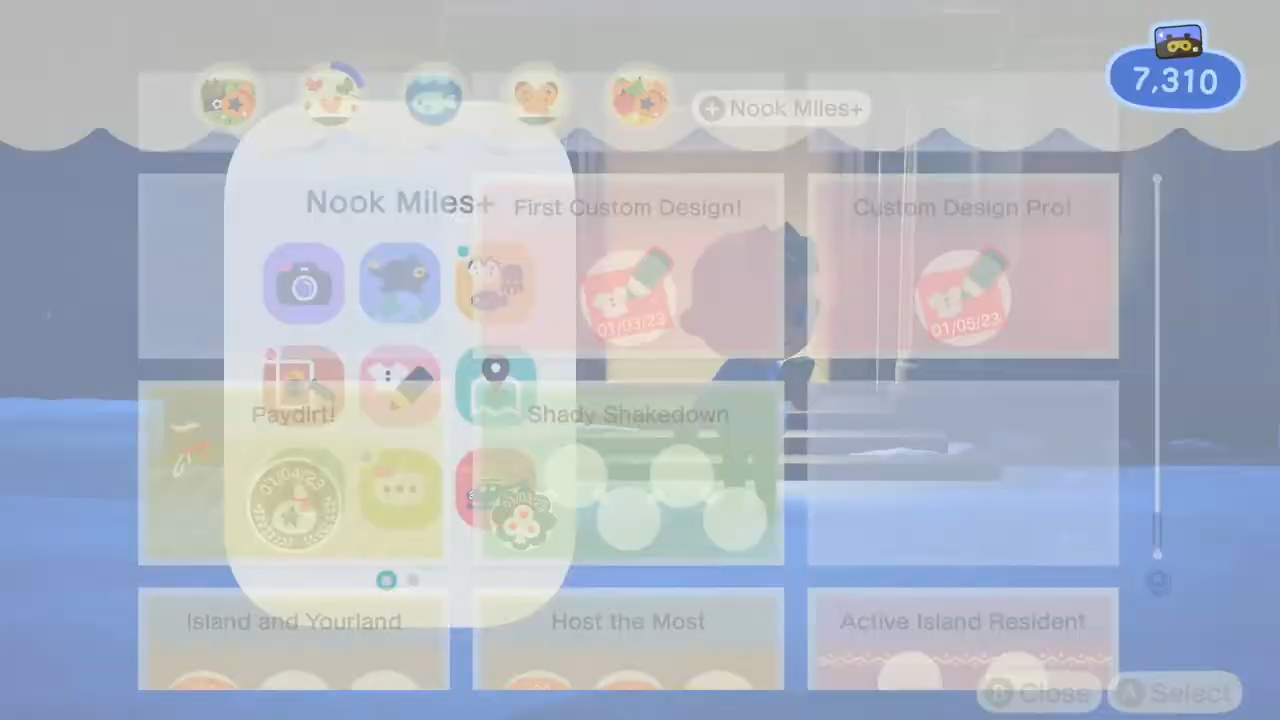 7,310
+ Nook Miles+
Nook Miles+
First Custom Design!
Custom Design Pro!
01/03/23
01/05/23
Paydirt!
Shady Shakedown
01/04/23
Island and Yourland
Host the Most
Active Island Resident
B Close
A Select